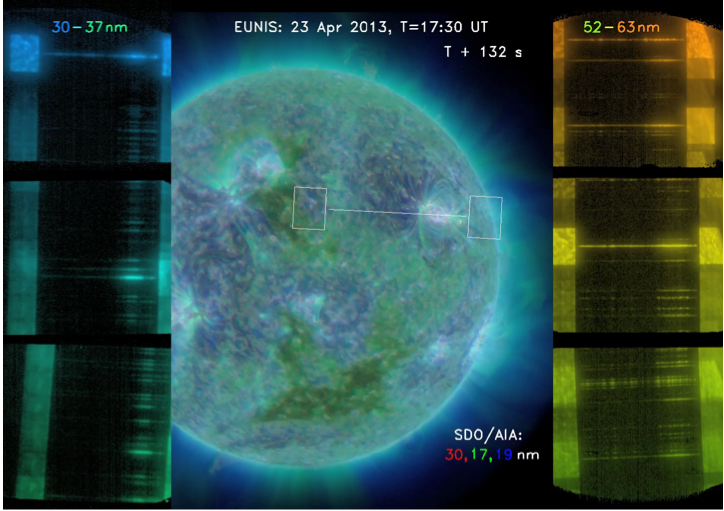 30-37nm
EUNIS: 23 Apr 2013, T=17:30 UT
T + 132 s
52-63nm
SDO/AIA:
30,17,19 nm